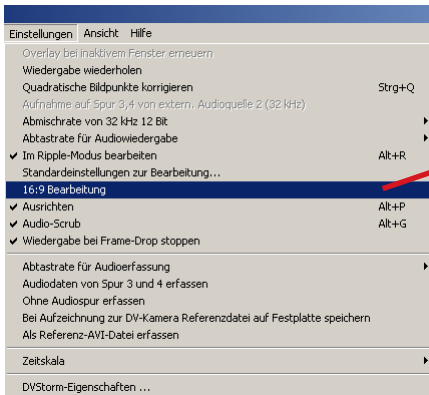 Einstellungen Ansicht Hilfe
Overlay bei inaktivem Fenster erneuern
Wiedergabe wiederholen
Quadratische Bildpunkte korrigieren Strg+Q
Aufnahme auf Spur 3,4 von extern. Audioquelle 2 (32 kHz)
Abmischrate von 32 kHz 12 Bit
Abtastrate für Audiowiedergabe
Im Ripple-Modus bearbeiten Alt+R
Standardeinstellungen zur Bearbeitung...
16:9 Bearbeitung
Ausrichten Alt+P
Audio-Scrub Alt+G
Wiedergabe bei Frame-Drop stoppen
Abtastrate für Audioerfassung
Audiodaten von Spur 3 und 4 erfassen
Ohne Audiospur erfassen
Bei Aufzeichnung zur DV-Kamera Referenzdatei auf Festplatte speichern
Als Referenz-AVI-Datei erfassen
Zeitskala
DVStorm-Eigenschaften ...